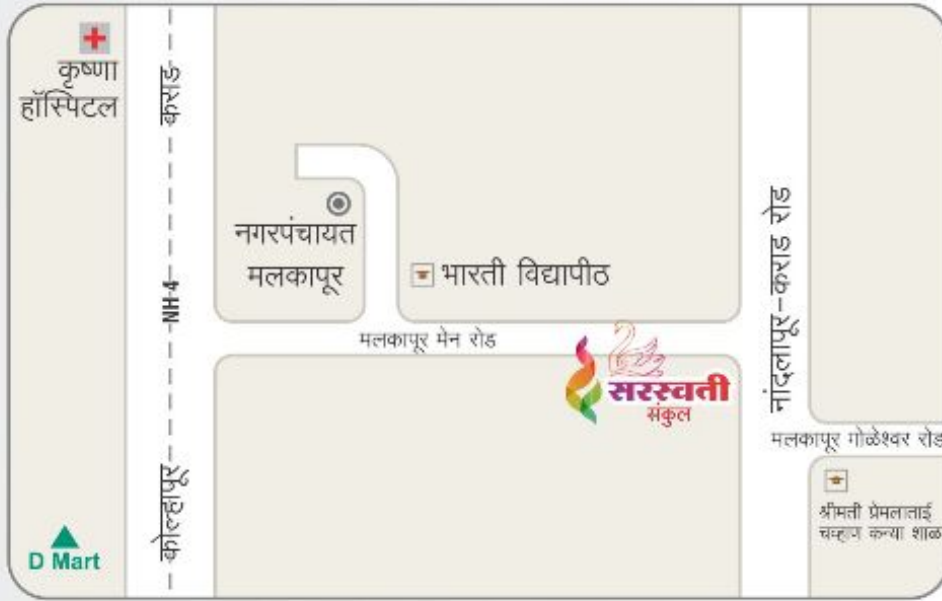 कृष्णा
हॉस्पिटल
कोल्हापूर – NH-4 – कराड
नगरपंचायत
मलकापूर
भारती विद्यापीठ
मलकापूर मेन रोड
सरस्वती
संकुल
नांदलापूर-कराड रोड
मलकापूर गोळेश्वर रोड
श्रीमती प्रेमलाताई
चव्हाण कन्या शाळ
D Mart